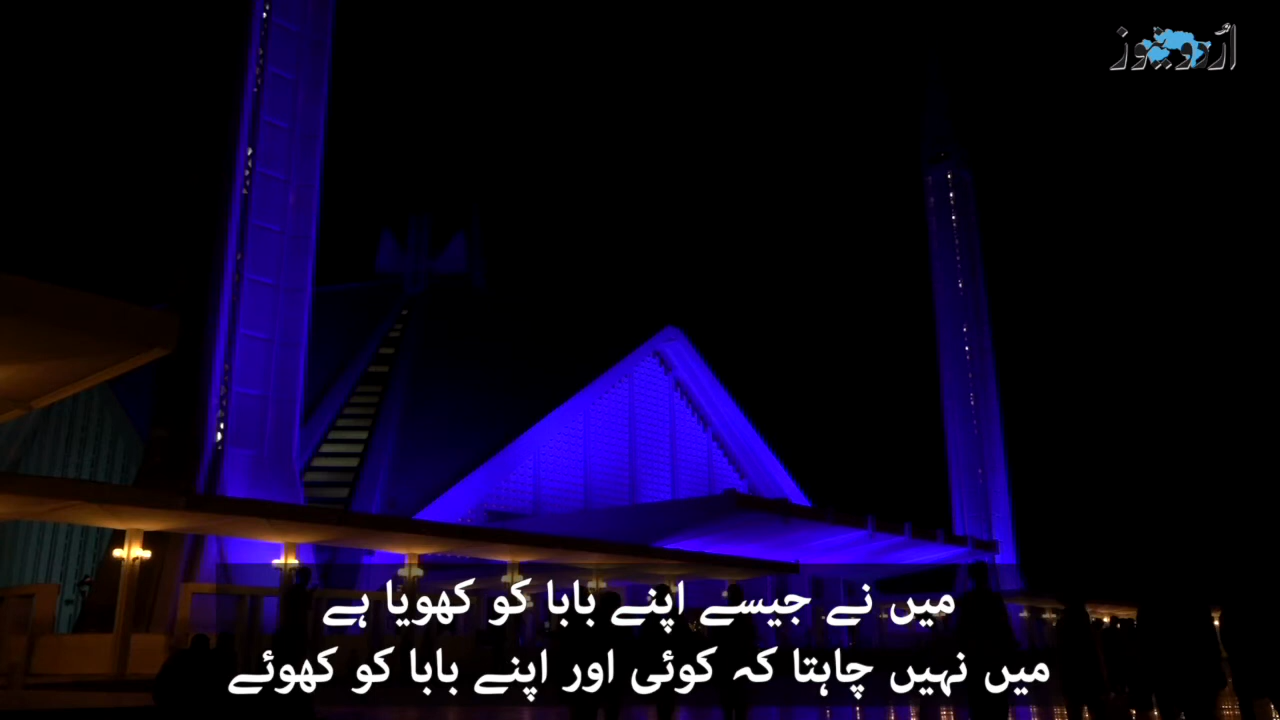 اردو نیوز
میں نے جیسے اپنے بابا کو کھویا ہے
میں نہیں چاہتا کہ کوئی اور اپنے بابا کو کھوئے